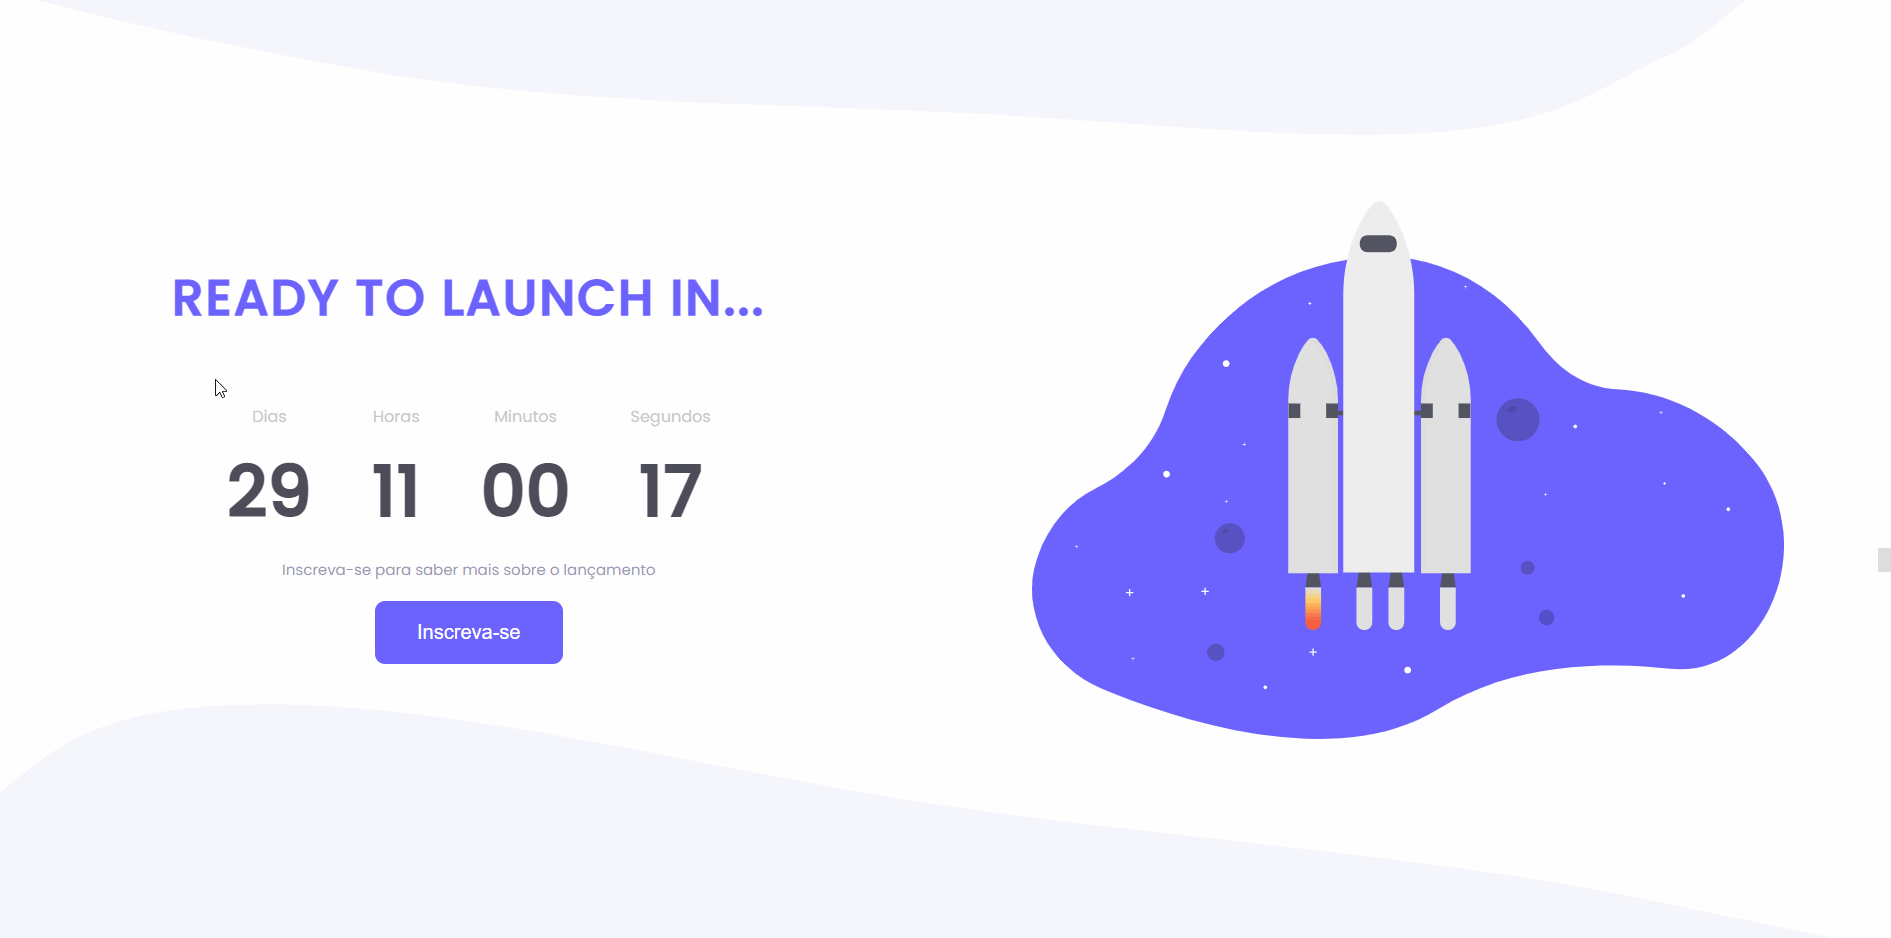 READY TO LAUNCH IN...
Dias Horas Minutos Segundos
29 11 00 17
Inscreva-se para saber mais sobre o lançamento
Inscreva-se